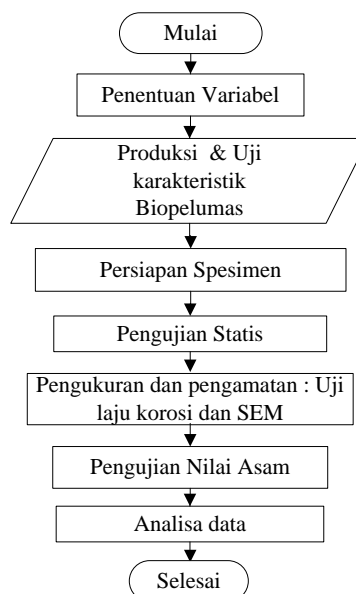 Mulai
Penentuan Variabel
Produksi & Uji
karakteristik
Biopelumas
Persiapan Spesimen
Pengujian Statis
Pengukuran dan pengamatan : Uji
laju korosi dan SEM
Pengujian Nilai Asam
Analisa data
Selesai